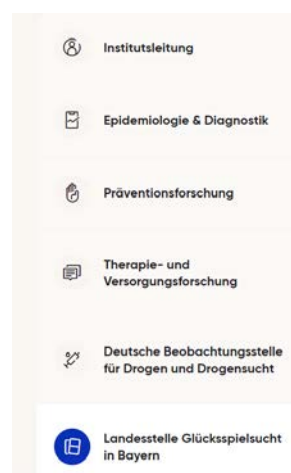 Institutsleitung
Epidemiologie & Diagnostik
Präventionsforschung
Therapie- und
Versorgungsforschung
Deutsche Beobachtungsstelle
für Drogen und Drogensucht
Landesstelle Glücksspielsucht
in Bayern